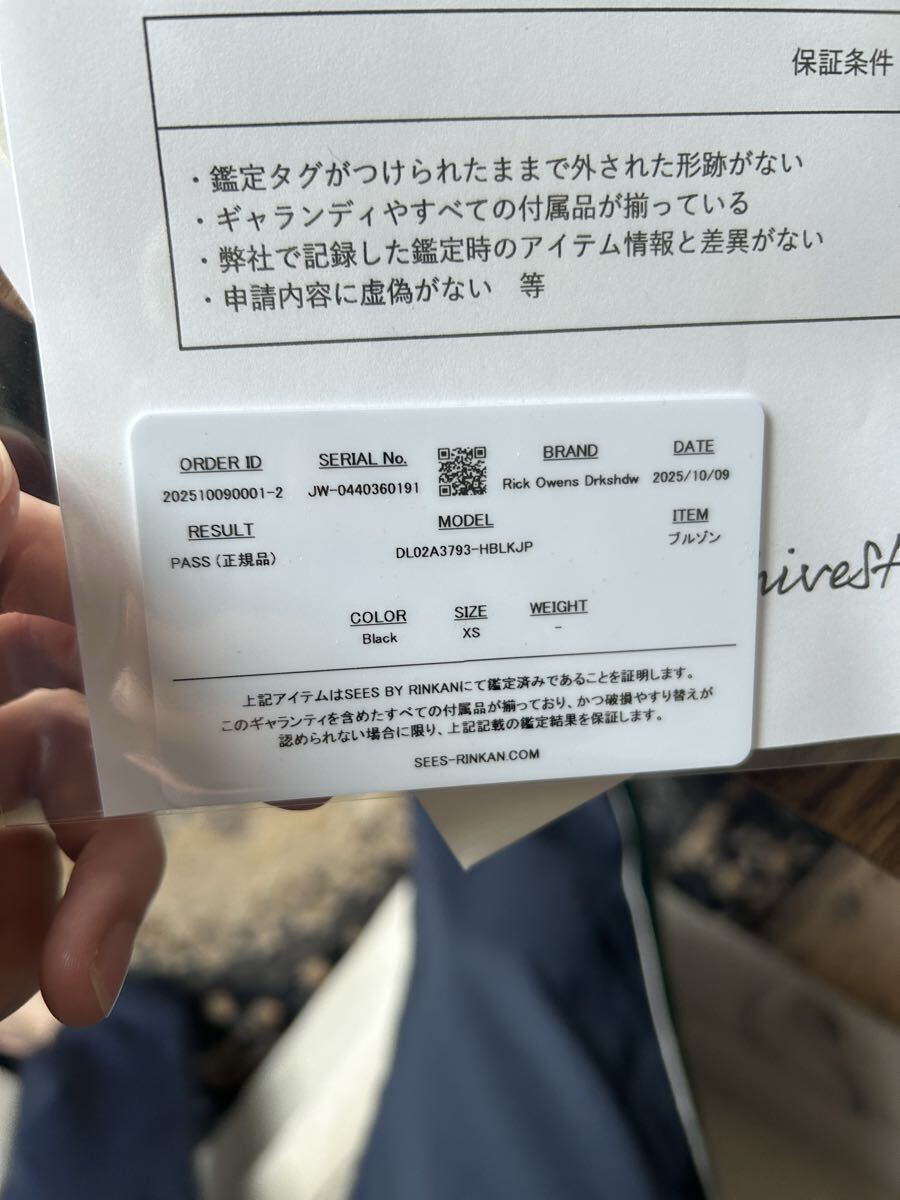 保証条件
・鑑定タグがつけられたままで外された形跡がない
・ギャランディやすべての付属品が揃っている
・弊社で記録した鑑定時のアイテム情報と差異がない
・申請内容に虚偽がない 等
ORDER ID
202510090001-2
SERIAL No.
JW-0440360191
BRAND
Rick Owens Drkshdw
DATE
2025/10/09
RESULT
PASS (正規品)
MODEL
DL02A3793-HBLKJP
ITEM
ブルゾン
COLOR
Black
SIZE
XS
WEIGHT
-
上記アイテムはSEES BY RINKANにて鑑定済みであることを証明します。
このギャランティを含めたすべての付属品が揃っており、かつ破損やすり替えが
認められない場合に限り、上記記載の鑑定結果を保証します。
SEES-RINKAN.COM